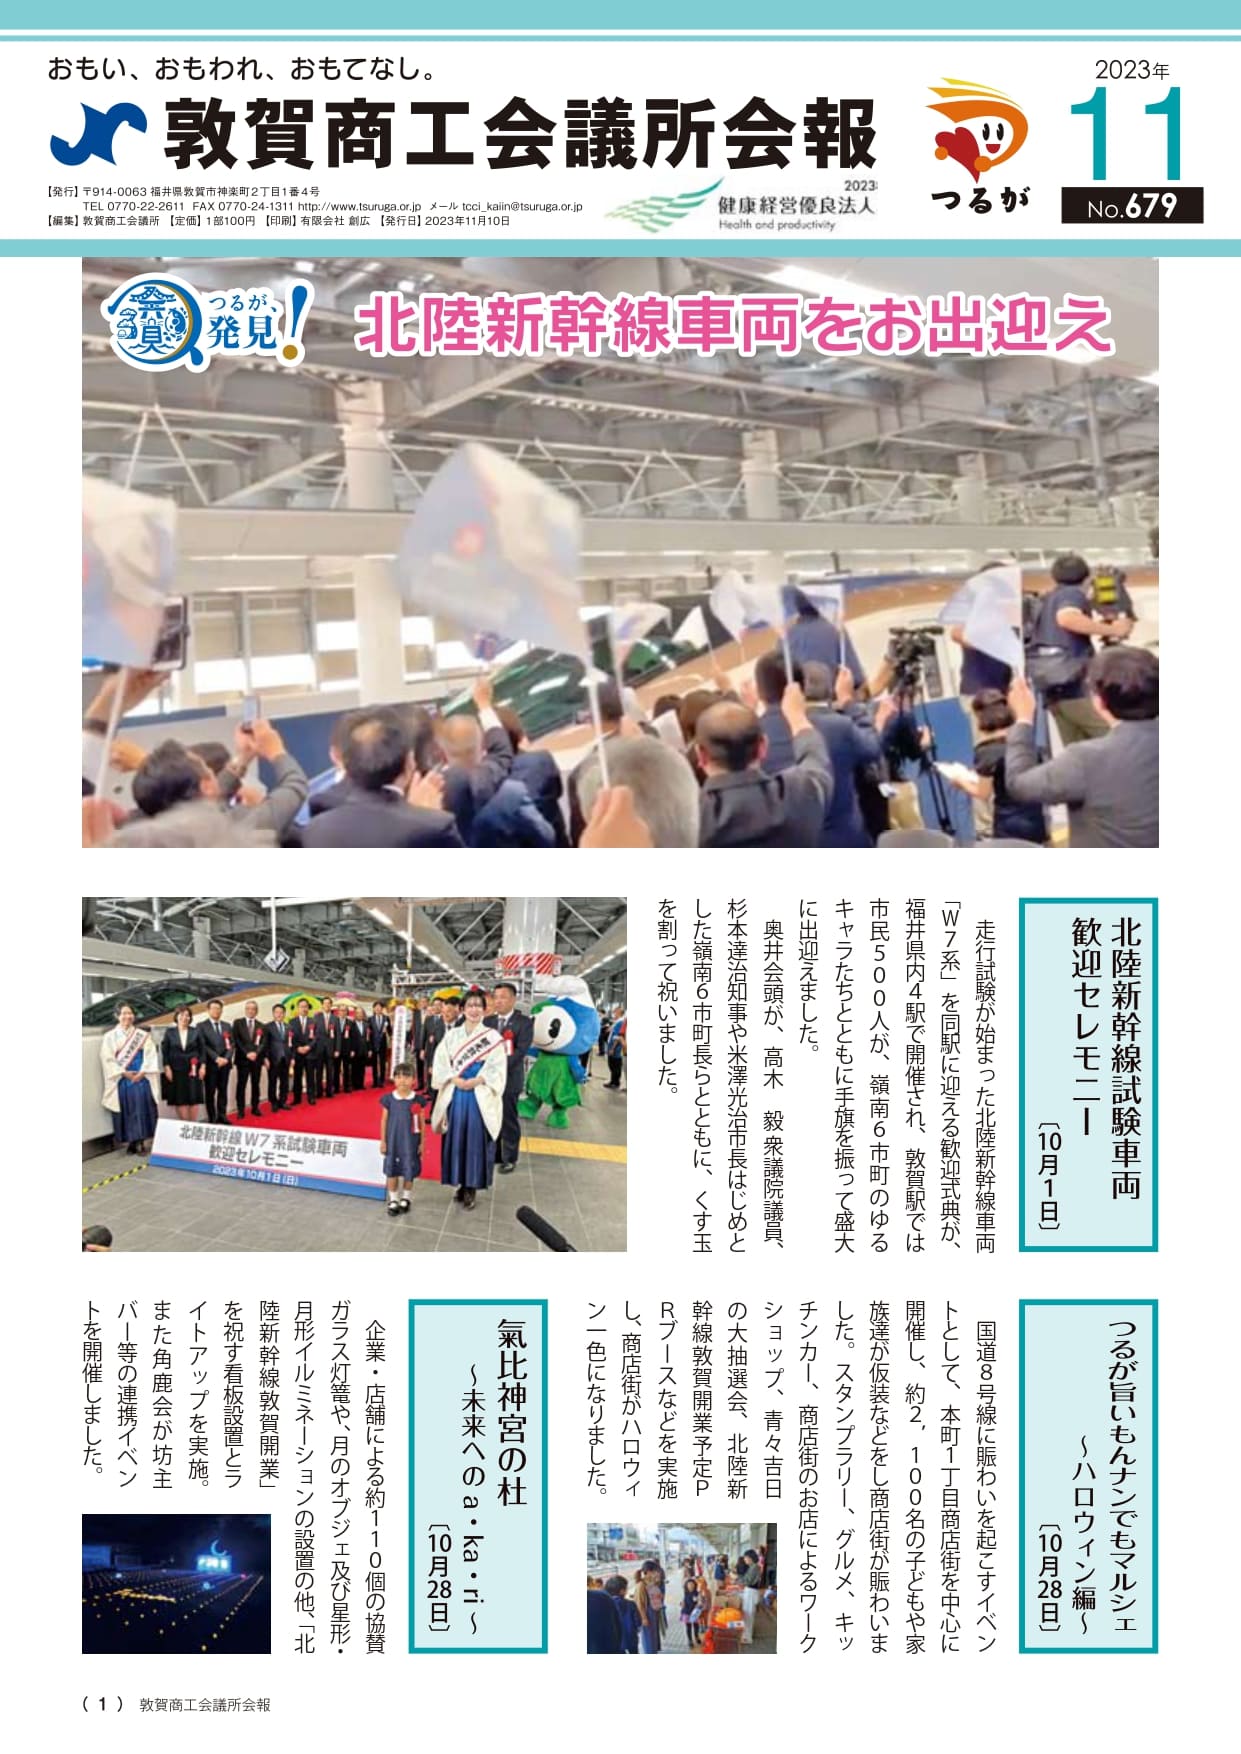 おもい、おもわれ、おもてなし。
敦賀商工会議所会報
【発行】〒914-0063 福井県敦賀市神楽町2丁目1番4号
TEL 0770-22-2611 FAX 0770-24-1311 http://www.tsuruga.or.jp メール tcci_kaiin@tsuruga.or.jp
【編集】敦賀商工会議所 【定価】1部100円 【印刷】有限会社 創広 【発行日】2023年11月10日
2023
健康経営優良法人
Health and productivity
つるが
2023年
11
No.679
つるが、
発見!
北陸新幹線車両をお出迎え
北陸新幹線試験車両
歓迎セレモニー
〔10月1日〕
走行試験が始まった北陸新幹線車両
「W7系」を同駅に迎える歓迎式典が、
福井県内4駅で開催され、敦賀駅では
市民500人が、嶺南6市町のゆる
キャラたちとともに手旗を振って盛大
に出迎えました。
奥井会頭が、高木 毅衆議院議員、
杉本達治知事や米澤光治市長はじめと
した嶺南6市町長らとともに、くす玉
を割って祝いました。
北陸新幹線W7系試験車両
歓迎セレモニー
2023年10月1日(日)
つるが旨いもんナンでもマルシェ
～ハロウィン編～
〔10月28日〕
国道8号線に賑わいを起こすイベン
トとして、本町1丁目商店街を中心に
開催し、約2,100名の子どもや家
族達が仮装などをし商店街が賑わいま
した。スタンプラリー、グルメ、キッ
チンカー、商店街のお店によるワーク
ショップ、青々吉日
の大抽選会、北陸新
幹線敦賀開業予定P
Rブースなどを実施
し、商店街がハロウィ
ン一色になりました。
氣比神宮の杜
～未来へのa・ka・ri～
〔10月28日〕
企業・店舗による約110個の協賛
ガラス灯篭や、月のオブジェ及び星形・
月形イルミネーションの設置の他、「北
陸新幹線敦賀開業」
を祝す看板設置とラ
イトアップを実施。
また角鹿会が坊主
バー等の連携イベン
トを開催しました。
(1) 敦賀商工会議所会報